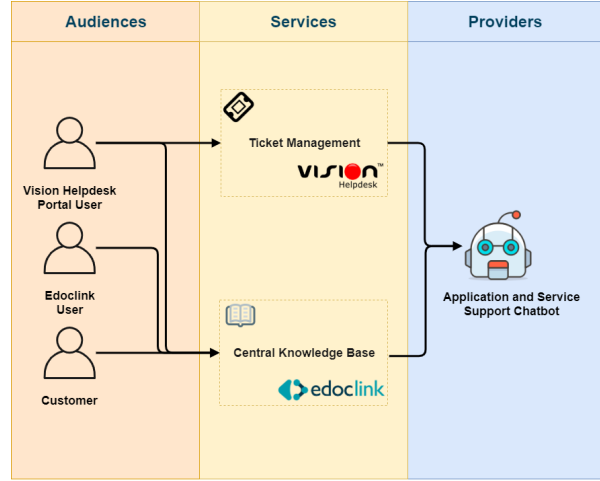 Audiences
Services
Providers
Ticket Management
VISION™
Helpdesk
Vision Helpdesk
Portal User
Edoclink
User
Application and Service
Support Chatbot
Central Knowledge Base
edoclink
Customer